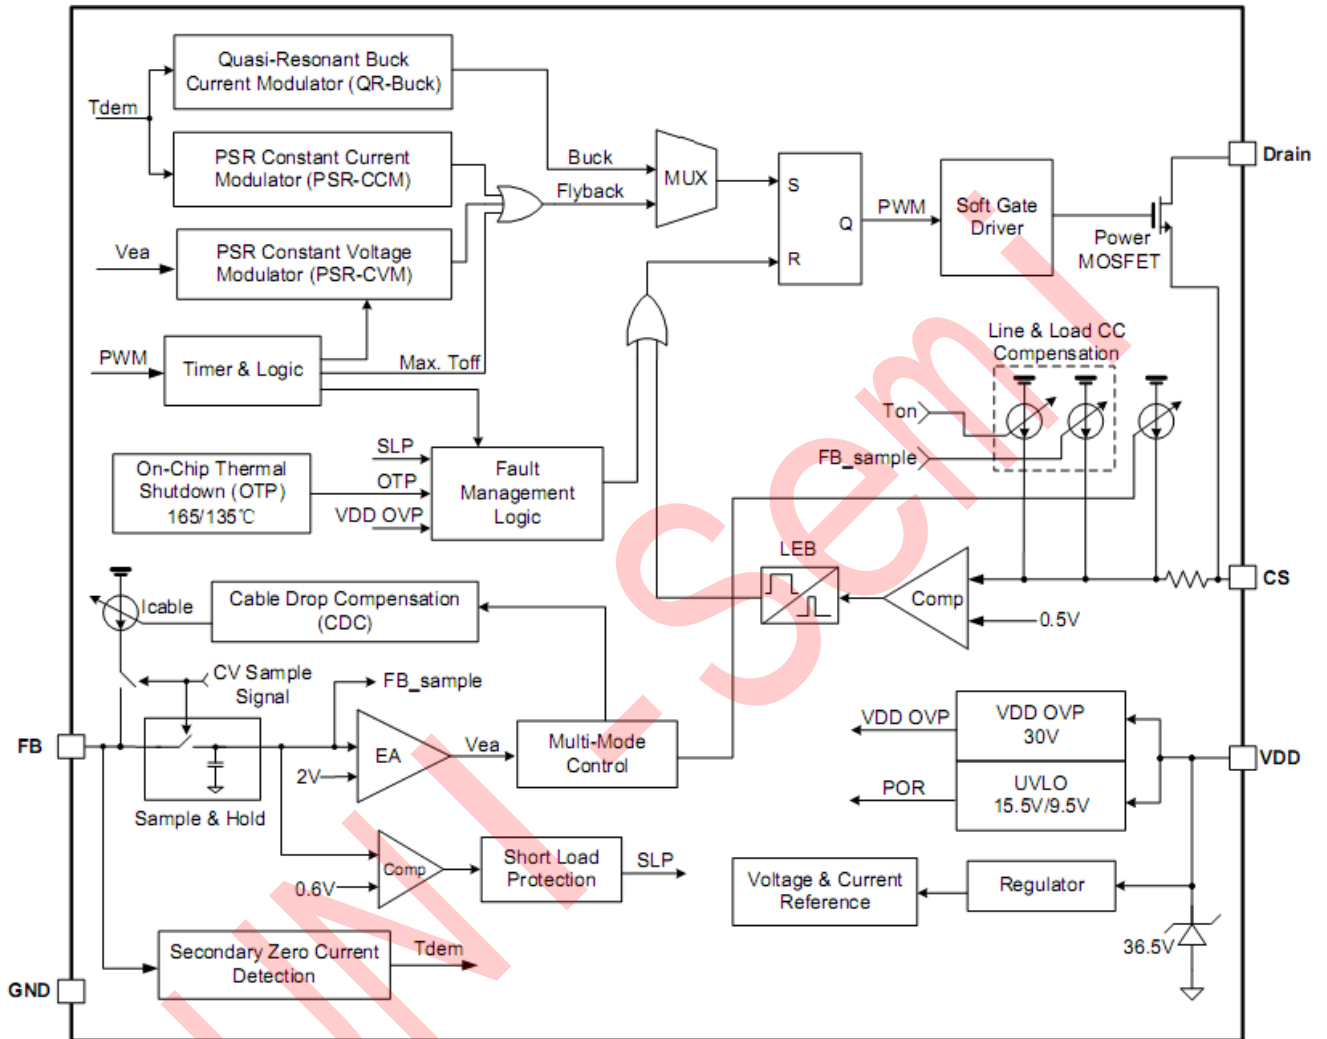 Quasi-Resonant Buck
Current Modulator (QR-Buck)
Tdem
PSR Constant Current
Modulator (PSR-CCM)
Buck
Flyback
MUX
S
R
Q
PWM
Soft Gate
Driver
Power
MOSFET
Drain
Vea
PSR Constant Voltage
Modulator (PSR-CVM)
PWM
Timer & Logic
Max. Toff
Line & Load CC
Compensation
Ton
FB_sample
SLP
OTP
VDD OVP
On-Chip Thermal
Shutdown (OTP)
165/135℃
Fault
Management
Logic
LEB
Comp
0.5V
CS
Icable
Cable Drop Compensation
(CDC)
CV Sample
Signal
FB_sample
FB
Sample & Hold
2V
EA
Vea
Multi-Mode
Control
VDD OVP
VDD OVP
30V
POR
UVLO
15.5V/9.5V
VDD
0.6V
Comp
Short Load
Protection
SLP
Voltage & Current
Reference
Regulator
36.5V
Secondary Zero Current
Detection
Tdem
GND
UNI-Semi